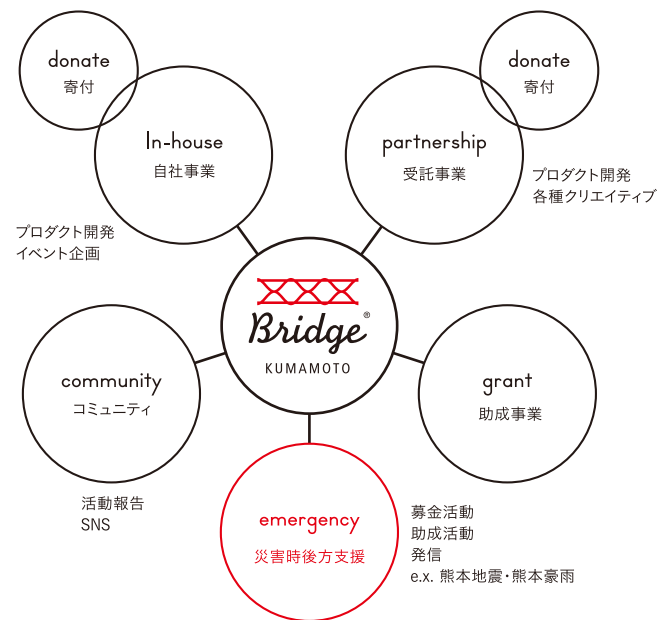 donate
寄付
In-house
自社事業
プロダクト開発
イベント企画
donate
寄付
partnership
受託事業
プロダクト開発
各種クリエイティブ
Bridge®
KUMAMOTO
community
コミュニティ
活動報告
SNS
grant
助成事業
emergency
災害時後方支援
募金活動
助成活動
発信
e.x. 熊本地震・熊本豪雨